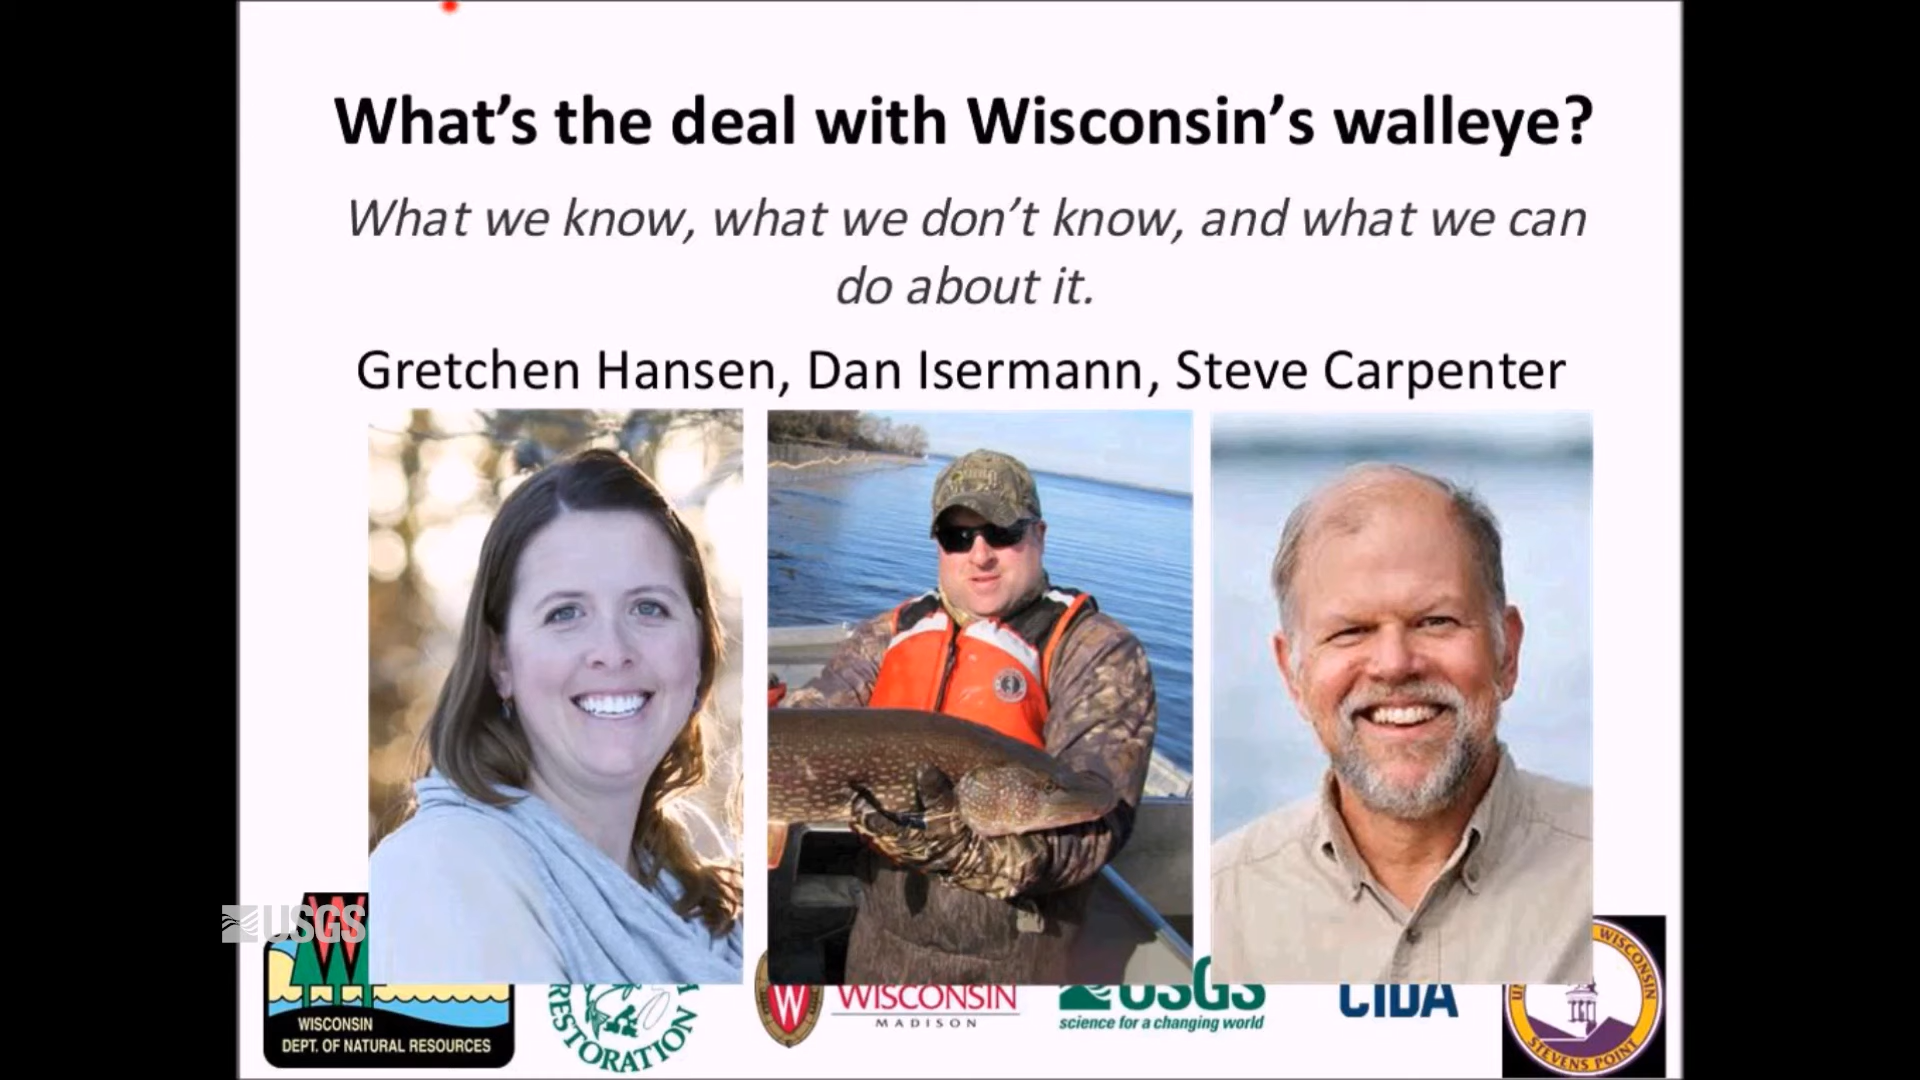 What's the deal with Wisconsin's walleye?
What we know, what we don't know, and what we can
do about it.
Gretchen Hansen, Dan Isermann, Steve Carpenter
USGS
WISCONSIN
DEPT. OF NATURAL RESOURCES
RESTORATION
W
WISCONSIN
MADISON
USGS
science for a changing world
CIDA
WISCONSIN
STEVENS POINT